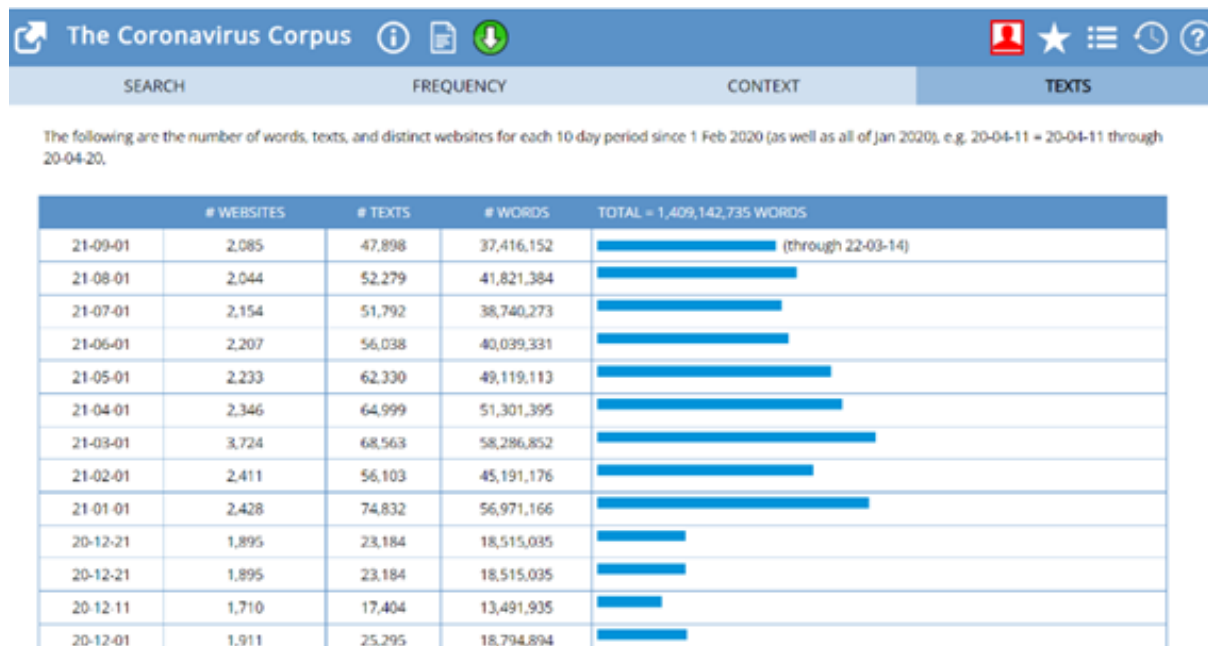 The Coronavirus Corpus
SEARCH FREQUENCY CONTEXT TEXTS
The following are the number of words, texts, and distinct websites for each 10 day period since 1 Feb 2020 (as well as all of Jan 2020), e.g. 20-04-11 = 20-04-11 through
20-04-20.
# WEBSITES # TEXTS # WORDS TOTAL = 1,409,142,735 WORDS
21-09-01 2,085 47,898 37,416,152 (through 22-03-14)
21-08-01 2,044 52,279 41,821,384
21-07-01 2,154 51,792 38,740,273
21-06-01 2,207 56,038 40,039,331
21-05-01 2,233 62,330 49,119,113
21-04-01 2,346 64,999 51,301,395
21-03-01 3,724 68,563 58,286,852
21-02-01 2,411 56,103 45,191,176
21-01-01 2,428 74,832 56,971,166
20-12-21 1,895 23,184 18,515,035
20-12-21 1,895 23,184 18,515,035
20-12-11 1,710 17,404 13,491,935
20-12-01 1,911 25,295 18,794,894